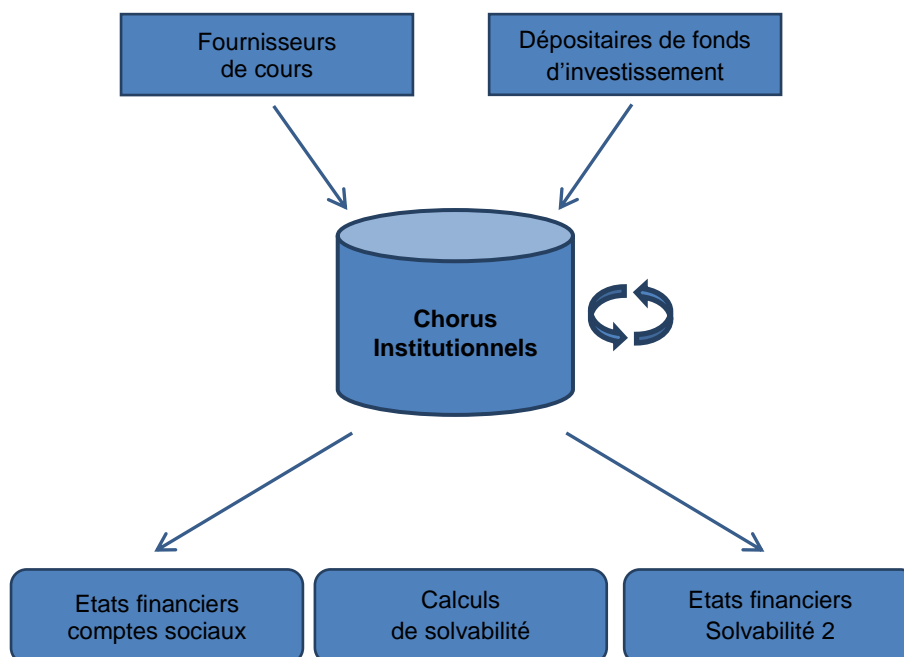 Fournisseurs
de cours
Dépositaires de fonds
d’investissement
Chorus
Institutionnels
Etats financiers
comptes sociaux
Calculs
de solvabilité
Etats financiers
Solvabilité 2